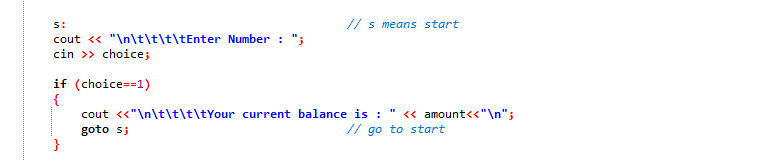 s: // s means start
cout << "\n\t\t\t\tEnter Number : ";
cin >> choice;
if (choice==1)
{
cout <<"\n\t\t\t\tYour current balance is : " << amount<<"\n";
goto s; // go to start
}